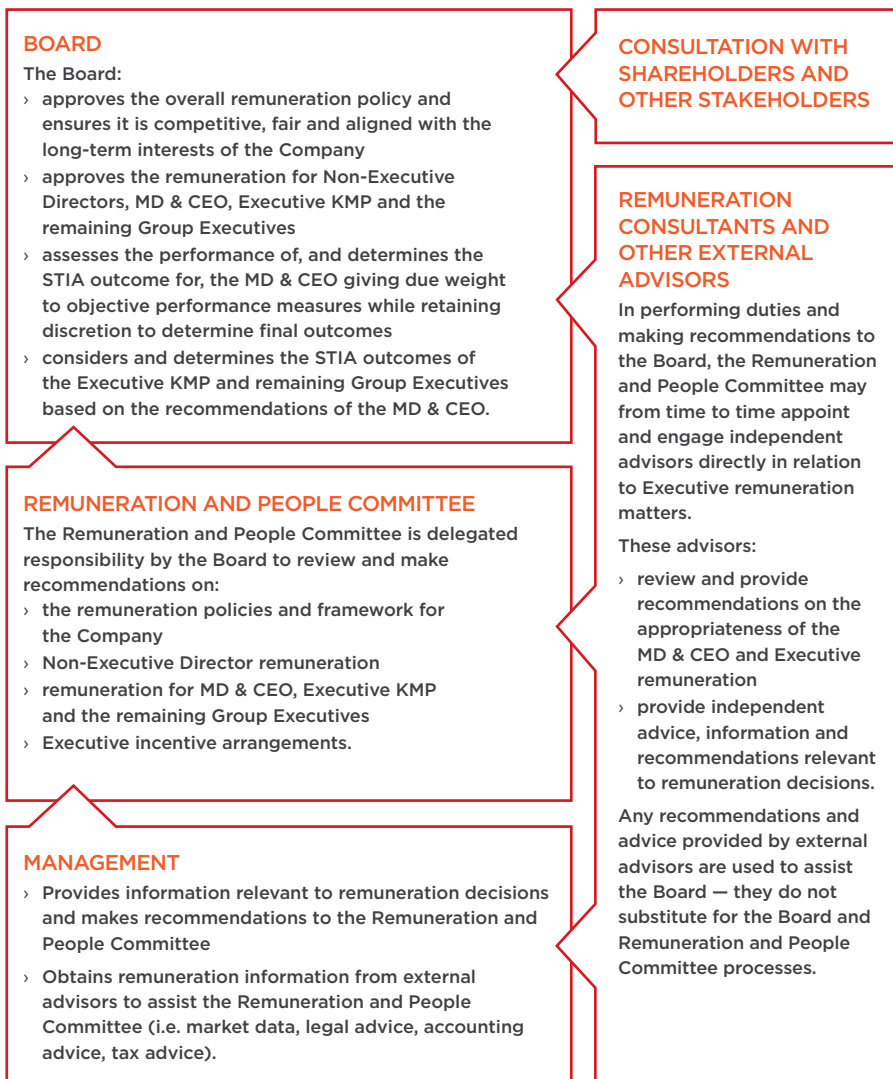 BOARD
The Board:
› approves the overall remuneration policy and
ensures it is competitive, fair and aligned with the
long-term interests of the Company
› approves the remuneration for Non-Executive
Directors, MD & CEO, Executive KMP and the
remaining Group Executives
› assesses the performance of, and determines the
STIA outcome for, the MD & CEO giving due weight
to objective performance measures while retaining
discretion to determine final outcomes
› considers and determines the STIA outcomes of
the Executive KMP and remaining Group Executives
based on the recommendations of the MD & CEO.
REMUNERATION AND PEOPLE COMMITTEE
The Remuneration and People Committee is delegated
responsibility by the Board to review and make
recommendations on:
› the remuneration policies and framework for
the Company
› Non-Executive Director remuneration
› remuneration for MD & CEO, Executive KMP
and the remaining Group Executives
› Executive incentive arrangements.
MANAGEMENT
› Provides information relevant to remuneration decisions
and makes recommendations to the Remuneration and
People Committee
› Obtains remuneration information from external
advisors to assist the Remuneration and People
Committee (i.e. market data, legal advice, accounting
advice, tax advice).
CONSULTATION WITH
SHAREHOLDERS AND
OTHER STAKEHOLDERS
REMUNERATION
CONSULTANTS AND
OTHER EXTERNAL
ADVISORS
In performing duties and
making recommendations to
the Board, the Remuneration
and People Committee may
from time to time appoint
and engage independent
advisors directly in relation
to Executive remuneration
matters.
These advisors:
› review and provide
recommendations on the
appropriateness of the
MD & CEO and Executive
remuneration
› provide independent
advice, information and
recommendations relevant
to remuneration decisions.
Any recommendations and
advice provided by external
advisors are used to assist
the Board — they do not
substitute for the Board and
Remuneration and People
Committee processes.